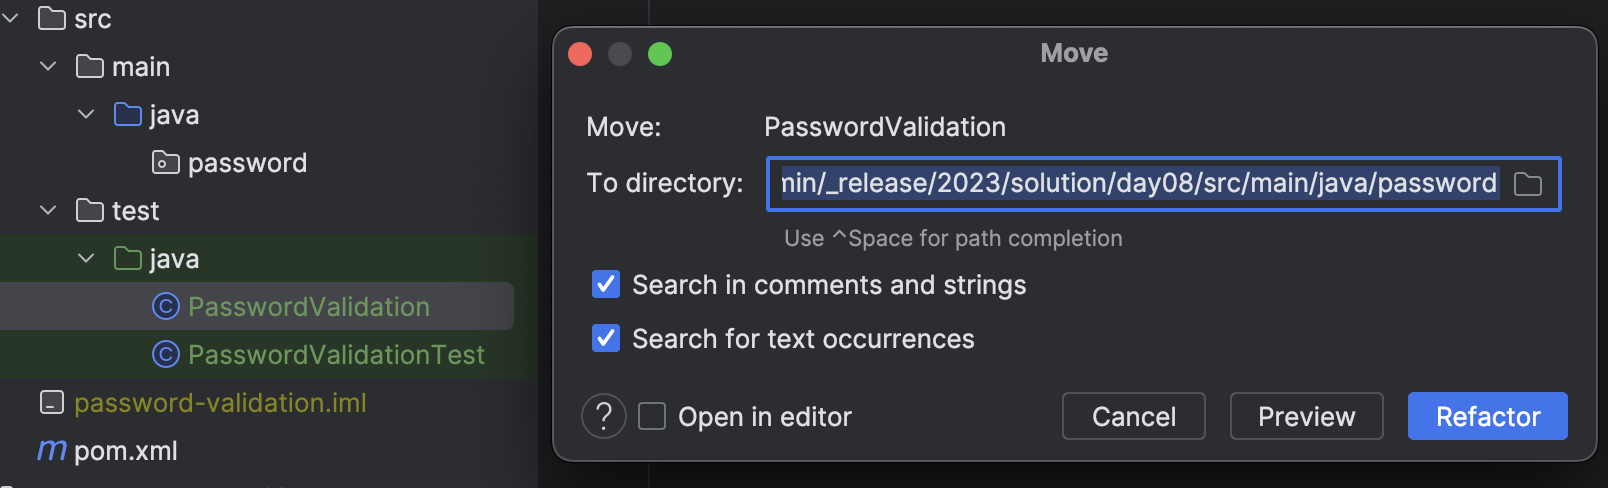 src
main
java
password
test
java
PasswordValidation
PasswordValidationTest
password-validation.iml
pom.xml
Move
Move: PasswordValidation
To directory: min/_release/2023/solution/day08/src/main/java/password
Use ^Space for path completion
Search in comments and strings
Search for text occurrences
? Open in editor Cancel Preview Refactor